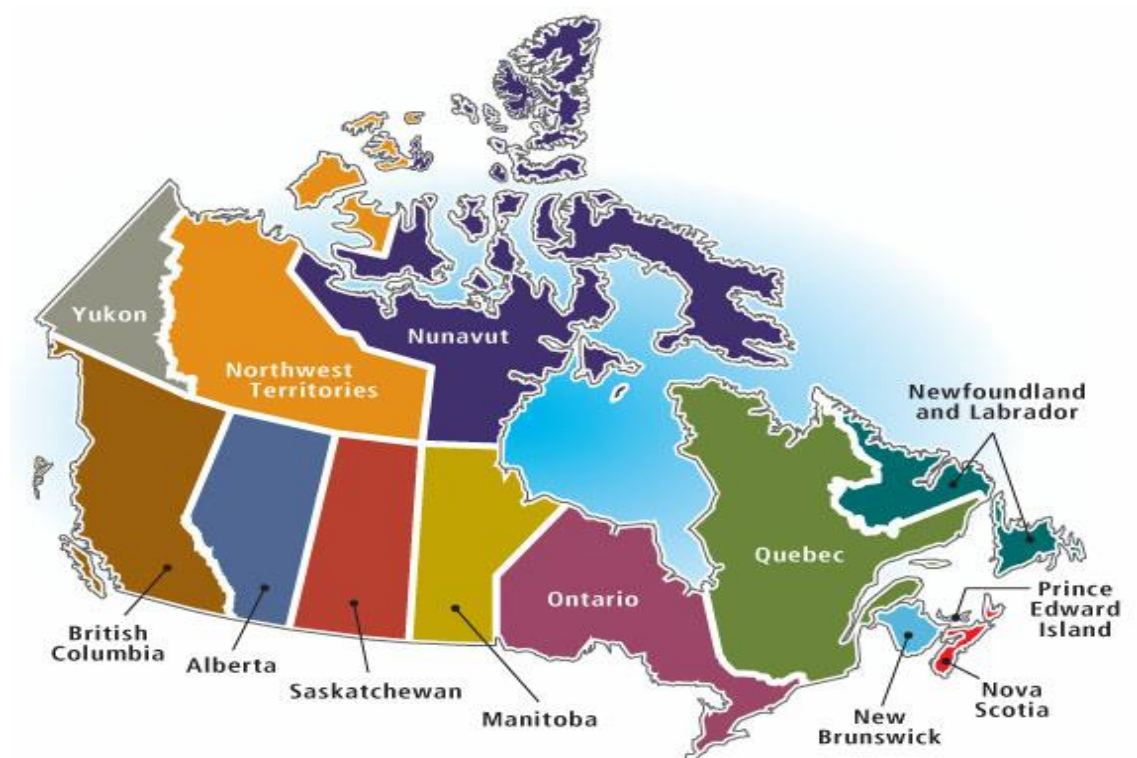 Yukon
Nunavut
Northwest
Territories
Newfoundland
and Labrador
Quebec
Ontario
Prince
Edward
Island
British
Columbia
Alberta
Saskatchewan
Manitoba
Nova
Scotia
New
Brunswick